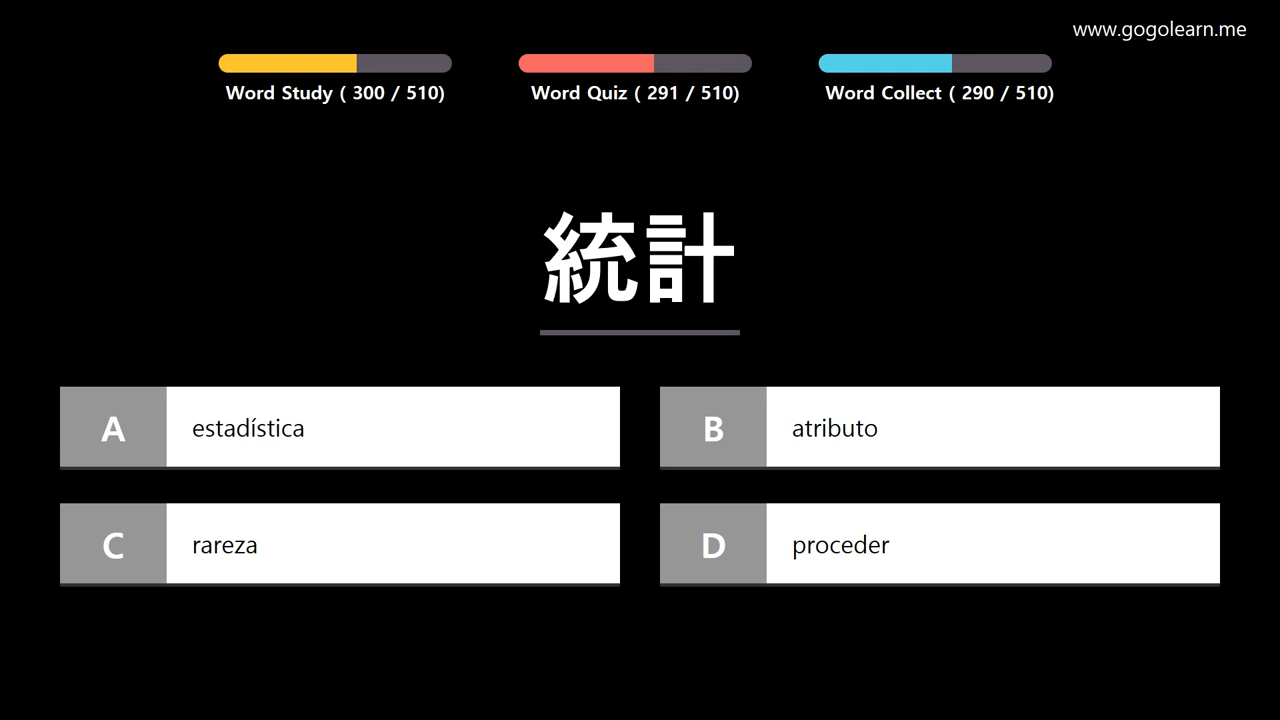 www.gogolearn.me
Word Study ( 300 / 510)
Word Quiz ( 291 / 510)
Word Collect ( 290 / 510)
統計
A estadística
B atributo
C rareza
D proceder